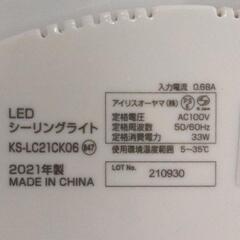 入力電流 0.68A
LED
シーリングライト
KS-LC21CK06 847
2021年製
MADE IN CHINA
アイリスオーヤマ(株)
定格電圧 AC100V
定格周波数 50/60Hz
定格消費電力 33W
使用環境温度範囲 5~35℃
LOT No. 210930